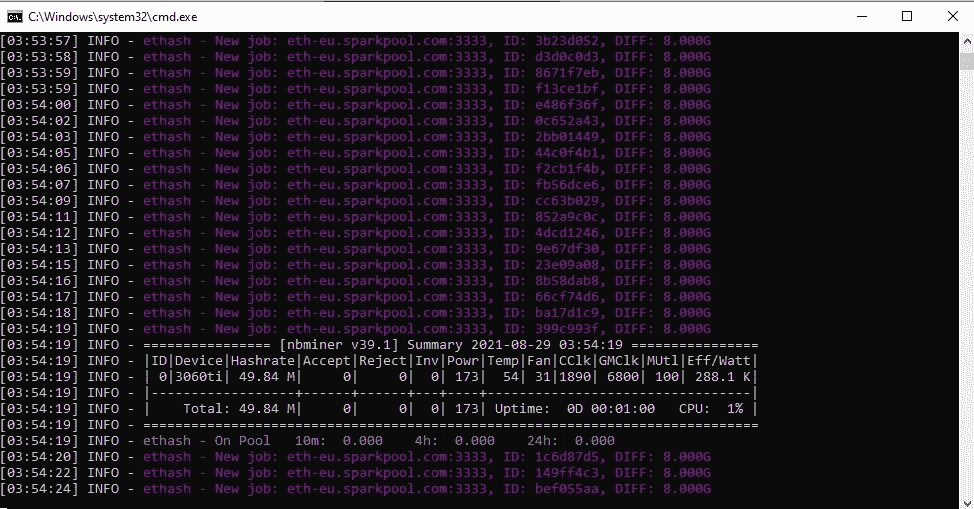 C:\Windows\system32\cmd.exe
[03:53:57] INFO - ethash - New job: eth-eu.sparkpool.com:3333, ID: 3b23d052, DIFF: 8.000G
[03:53:58] INFO - ethash - New job: eth-eu.sparkpool.com:3333, ID: d3d0c0d3, DIFF: 8.000G
[03:53:59] INFO - ethash - New job: eth-eu.sparkpool.com:3333, ID: 8671f7eb, DIFF: 8.000G
[03:53:59] INFO - ethash - New job: eth-eu.sparkpool.com:3333, ID: f13ce1bf, DIFF: 8.000G
[03:54:00] INFO - ethash - New job: eth-eu.sparkpool.com:3333, ID: e486f36f, DIFF: 8.000G
[03:54:02] INFO - ethash - New job: eth-eu.sparkpool.com:3333, ID: 0c652a43, DIFF: 8.000G
[03:54:03] INFO - ethash - New job: eth-eu.sparkpool.com:3333, ID: 2bb01449, DIFF: 8.000G
[03:54:05] INFO - ethash - New job: eth-eu.sparkpool.com:3333, ID: 44c0f4b1, DIFF: 8.000G
[03:54:06] INFO - ethash - New job: eth-eu.sparkpool.com:3333, ID: f2cb1f4b, DIFF: 8.000G
[03:54:07] INFO - ethash - New job: eth-eu.sparkpool.com:3333, ID: fb56dce6, DIFF: 8.000G
[03:54:09] INFO - ethash - New job: eth-eu.sparkpool.com:3333, ID: cc63b029, DIFF: 8.000G
[03:54:11] INFO - ethash - New job: eth-eu.sparkpool.com:3333, ID: 852a9c0c, DIFF: 8.000G
[03:54:12] INFO - ethash - New job: eth-eu.sparkpool.com:3333, ID: 4dcd1246, DIFF: 8.000G
[03:54:13] INFO - ethash - New job: eth-eu.sparkpool.com:3333, ID: 9e67df30, DIFF: 8.000G
[03:54:15] INFO - ethash - New job: eth-eu.sparkpool.com:3333, ID: 23e09a08, DIFF: 8.000G
[03:54:16] INFO - ethash - New job: eth-eu.sparkpool.com:3333, ID: 8b58dab8, DIFF: 8.000G
[03:54:17] INFO - ethash - New job: eth-eu.sparkpool.com:3333, ID: 66cf74d6, DIFF: 8.000G
[03:54:18] INFO - ethash - New job: eth-eu.sparkpool.com:3333, ID: ba17d1c9, DIFF: 8.000G
[03:54:19] INFO - ethash - New job: eth-eu.sparkpool.com:3333, ID: 399c993f, DIFF: 8.000G
[03:54:19] INFO - ================ [nbminer v39.1] Summary 2021-08-29 03:54:19 ================
[03:54:19] INFO - |ID|Device|Hashrate|Accept|Reject|Inv|Powr|Temp|Fan|CClk|GMClk|MUtl|Eff/Watt|
[03:54:19] INFO - | 0|3060ti| 49.84 M|     0|     0|  0| 173|  54| 31|1890| 6800| 100| 288.1 K|
[03:54:19] INFO - |------------------+------+------+---+----+---------------------------------|
[03:54:19] INFO - |    Total: 49.84 M|     0|     0|  0| 173| Uptime:  0D 00:01:00   CPU:  1% |
[03:54:19] INFO - =============================================================================
[03:54:19] INFO - ethash - On Pool   10m:  0.000    4h:  0.000    24h:  0.000
[03:54:20] INFO - ethash - New job: eth-eu.sparkpool.com:3333, ID: 1c6d87d5, DIFF: 8.000G
[03:54:22] INFO - ethash - New job: eth-eu.sparkpool.com:3333, ID: 149ff4c3, DIFF: 8.000G
[03:54:24] INFO - ethash - New job: eth-eu.sparkpool.com:3333, ID: bef055aa, DIFF: 8.000G